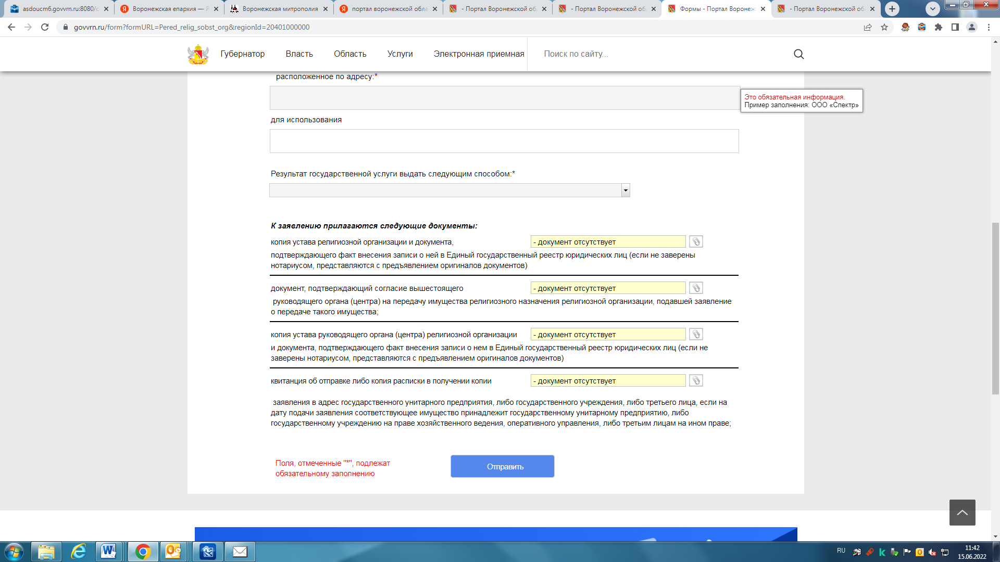 asdoucm6.govvrn.ru:8080/c
Воронежская епархия — Я
Воронежская митрополия
портал воронежской обла
- Портал Воронежской об
- Портал Воронежской об
Формы - Портал Воронеж
- Портал Воронежской об
govvrn.ru/form?formURL=Pered_relig_sobst_org&regionId=20401000000
Губернатор Власть Область Услуги Электронная приемная Поиск по сайту...
расположенное по адресу:*
Это обязательная информация.
Пример заполнения: ООО «Спектр»
для использования
Результат государственной услуги выдать следующим способом:*
К заявлению прилагаются следующие документы:
копия устава религиозной организации и документа, - документ отсутствует
подтверждающего факт внесения записи о ней в Единый государственный реестр юридических лиц (если не заверены
нотариусом, представляются с предъявлением оригиналов документов)
документ, подтверждающий согласие вышестоящего - документ отсутствует
руководящего органа (центра) на передачу имущества религиозного назначения религиозной организации, подавшей заявление
о передаче такого имущества;
копия устава руководящего органа (центра) религиозной организации - документ отсутствует
и документа, подтверждающего факт внесения записи о нем в Единый государственный реестр юридических лиц (если не
заверены нотариусом, представляются с предъявлением оригиналов документов)
квитанция об отправке либо копия расписки в получении копии - документ отсутствует
заявления в адрес государственного унитарного предприятия, либо государственного учреждения, либо третьего лица, если на
дату подачи заявления соответствующее имущество принадлежит государственному унитарному предприятию, либо
государственному учреждению на праве хозяйственного ведения, оперативного управления, либо третьим лицам на ином праве;
Поля, отмеченные "*", подлежат
обязательному заполнению
Отправить
RU
11:42
15.06.2022